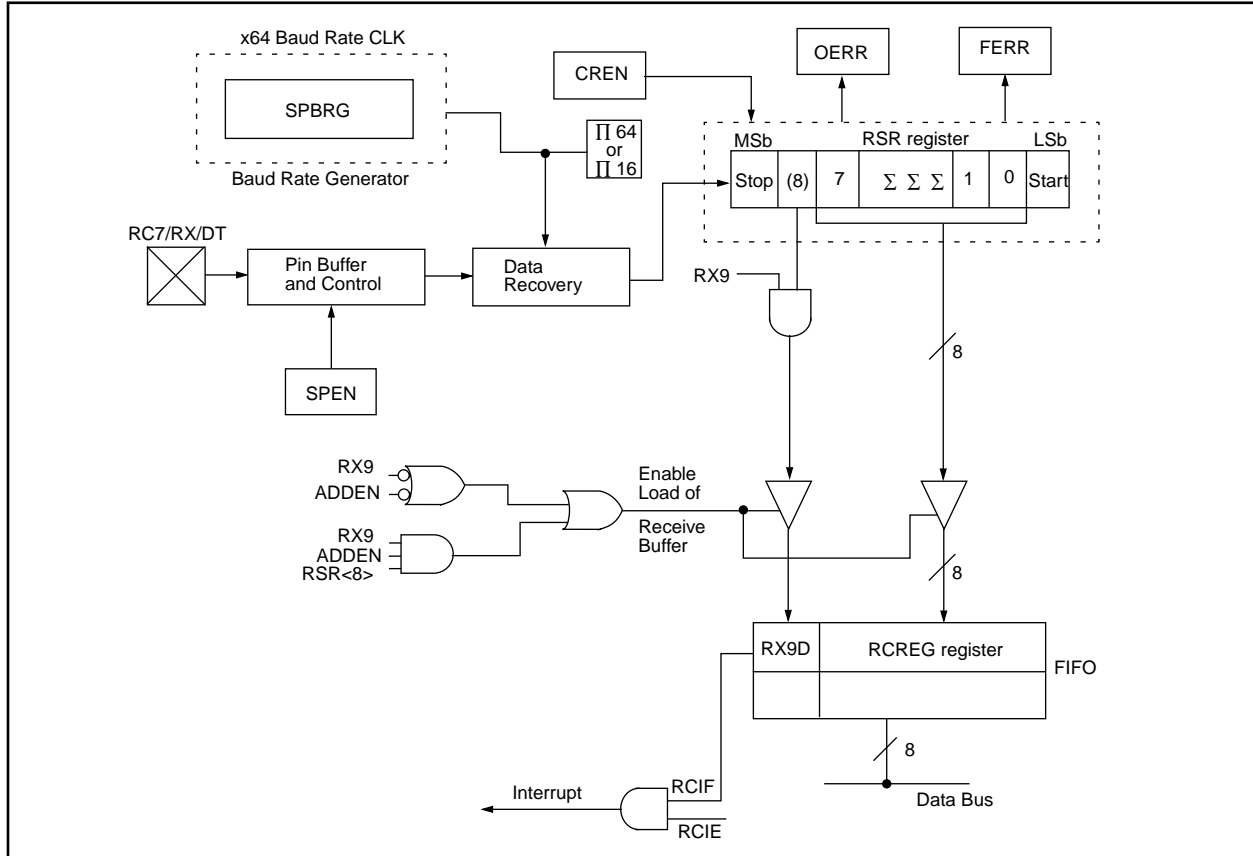 x64 Baud Rate CLK
SPBRG
Baud Rate Generator
CREN
OERR
FERR
∏ 64
or
∏ 16
MSb
RSR register
LSb
Stop
(8)
7
Σ Σ Σ
1
0
Start
RC7/RX/DT
Pin Buffer
and Control
Data
Recovery
SPEN
RX9
8
RX9
ADDEN
RX9
ADDEN
RSR<8>
Enable
Load of
Receive
Buffer
8
RX9D
RCREG register
FIFO
8
Data Bus
Interrupt
RCIF
RCIE